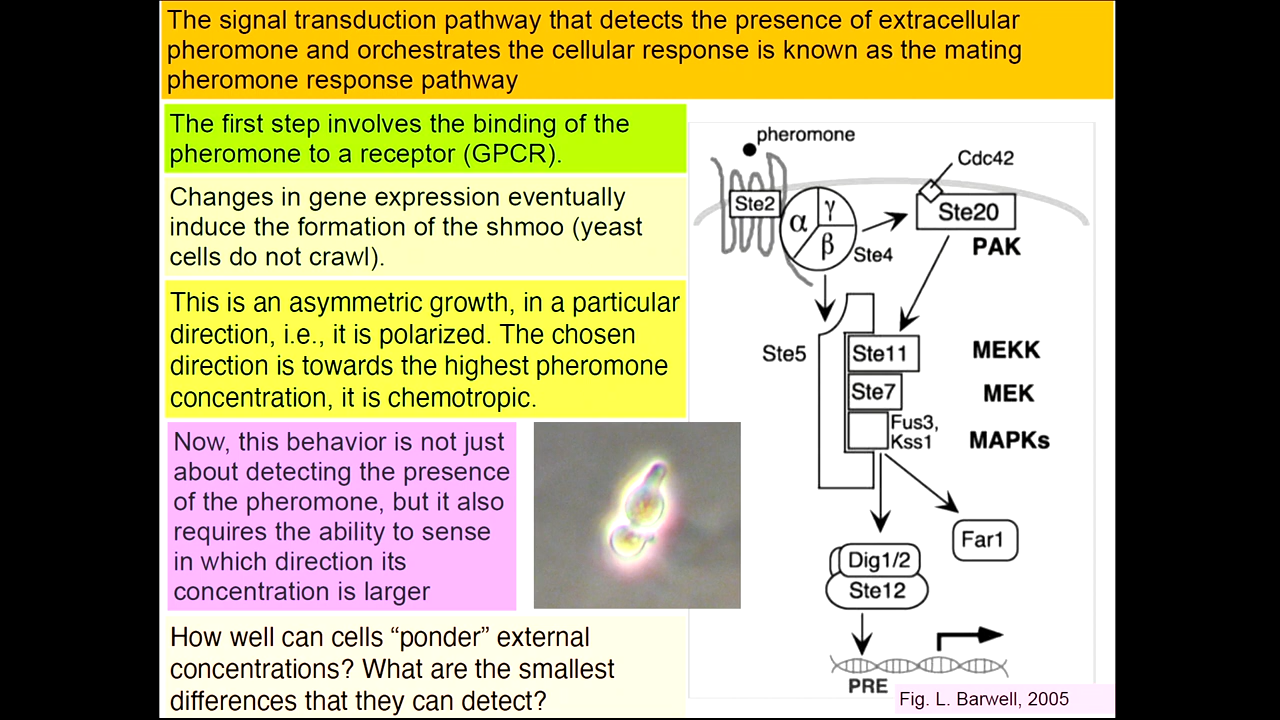 The signal transduction pathway that detects the presence of extracellular
pheromone and orchestrates the cellular response is known as the mating
pheromone response pathway
The first step involves the binding of the
pheromone to a receptor (GPCR).
Changes in gene expression eventually
induce the formation of the shmoo (yeast
cells do not crawl).
This is an asymmetric growth, in a particular
direction, i.e., it is polarized. The chosen
direction is towards the highest pheromone
concentration, it is chemotropic.
Now, this behavior is not just
about detecting the presence
of the pheromone, but it also
requires the ability to sense
in which direction its
concentration is larger
How well can cells “ponder” external
concentrations? What are the smallest
differences that they can detect?
pheromone
Cdc42
Ste2
α
γ
β
Ste4
Ste20
PAK
Ste5
Ste11
MEKK
Ste7
MEK
Fus3,
Kss1
MAPKs
Far1
Dig1/2
Ste12
PRE
Fig. L. Barwell, 2005